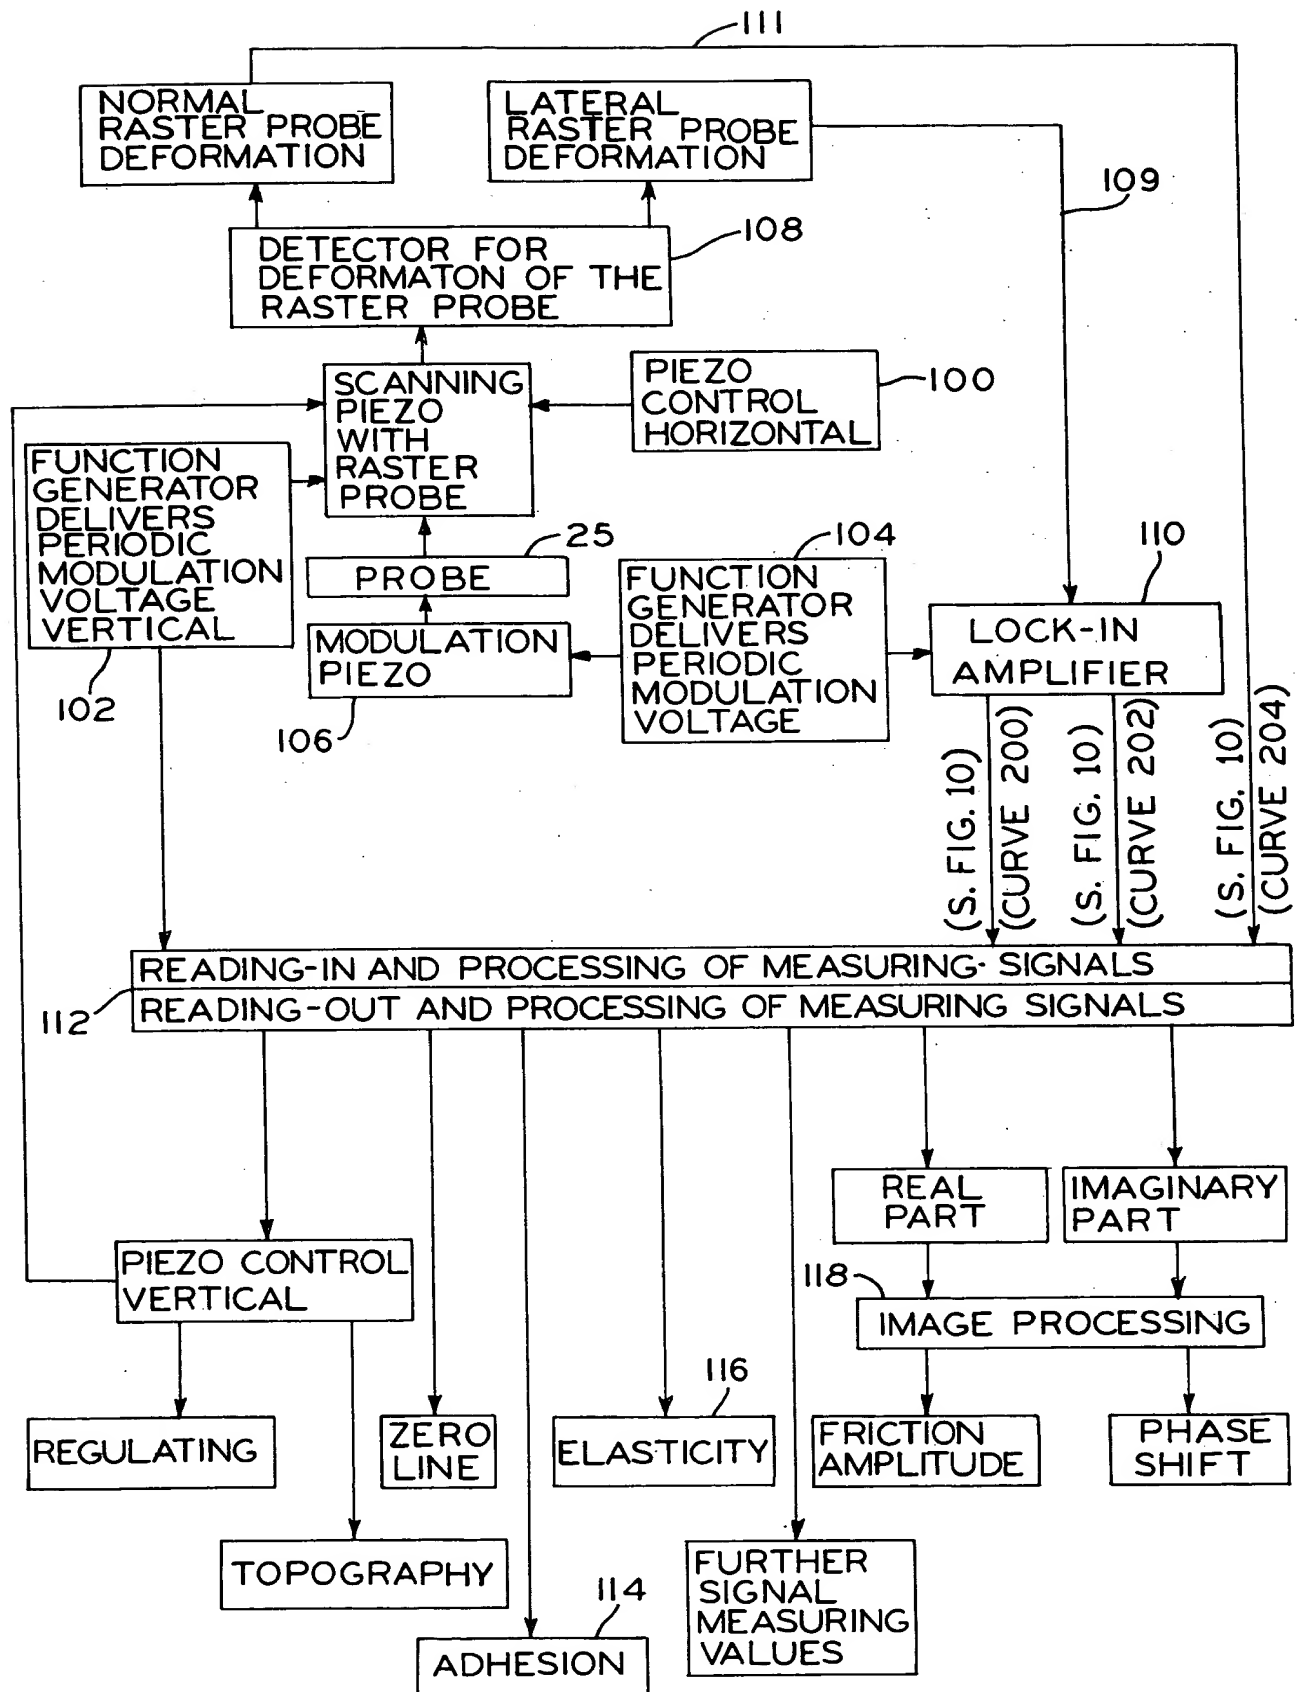 111
NORMAL
RASTER PROBE
DEFORMATION
LATERAL
RASTER PROBE
DEFORMATION
109
DETECTOR FOR
DEFORMATON OF THE
RASTER PROBE
108
SCANNING
PIEZO
WITH
RASTER
PROBE
PIEZO
CONTROL
HORIZONTAL
100
FUNCTION
GENERATOR
DELIVERS
PERIODIC
MODULATION
VOLTAGE
VERTICAL
102
25
PROBE
MODULATION
PIEZO
106
104
FUNCTION
GENERATOR
DELIVERS
PERIODIC
MODULATION
VOLTAGE
110
LOCK-IN
AMPLIFIER
(S. FIG. 10)
(CURVE 200)
(S. FIG. 10)
(CURVE 202)
(S. FIG. 10)
(CURVE 204)
READING-IN AND PROCESSING OF MEASURING· SIGNALS
112
READING-OUT AND PROCESSING OF MEASURING SIGNALS
REAL
PART
IMAGINARY
PART
PIEZO CONTROL
VERTICAL
118
IMAGE PROCESSING
REGULATING
ZERO
LINE
116
ELASTICITY
FRICTION
AMPLITUDE
PHASE
SHIFT
TOPOGRAPHY
FURTHER
SIGNAL
MEASURING
VALUES
114
ADHESION